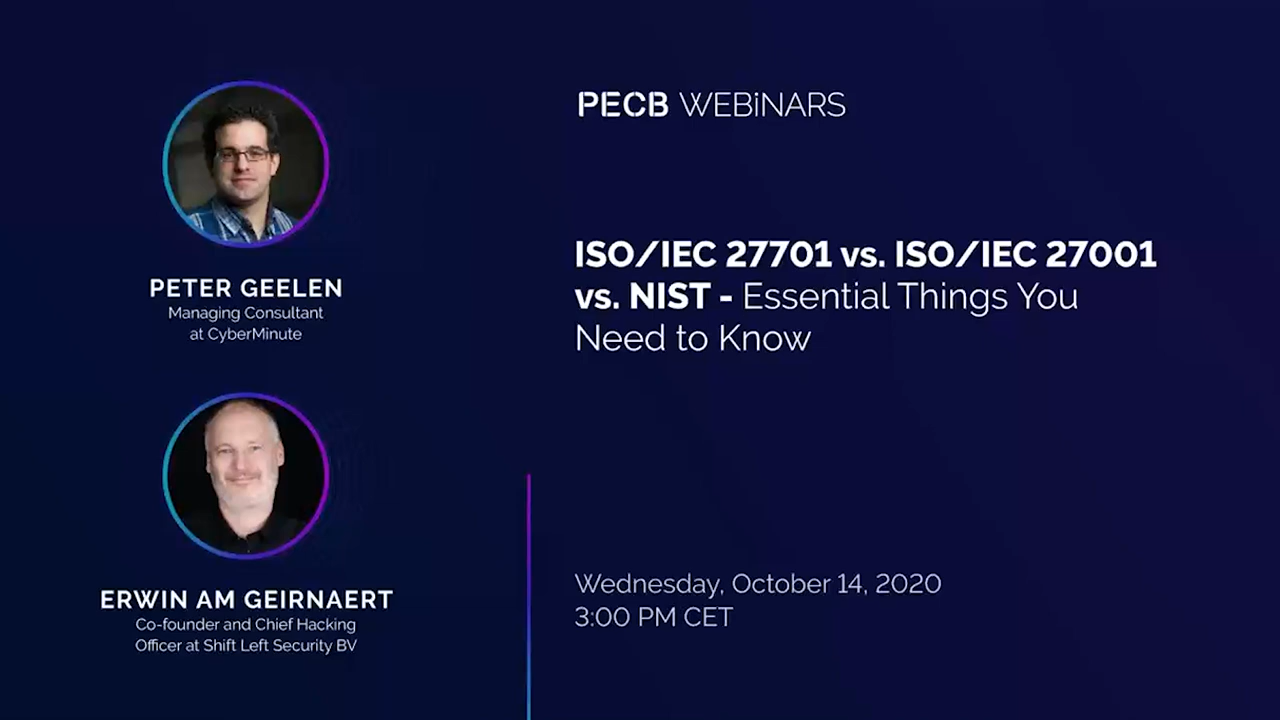 PECB WEBiNARS
ISO/IEC 27701 vs. ISO/IEC 27001
vs. NIST - Essential Things You
Need to Know
PETER GEELEN
Managing Consultant
at CyberMinute
ERWIN AM GEIRNAERT
Co-founder and Chief Hacking
Officer at Shift Left Security BV
Wednesday, October 14, 2020
3:00 PM CET